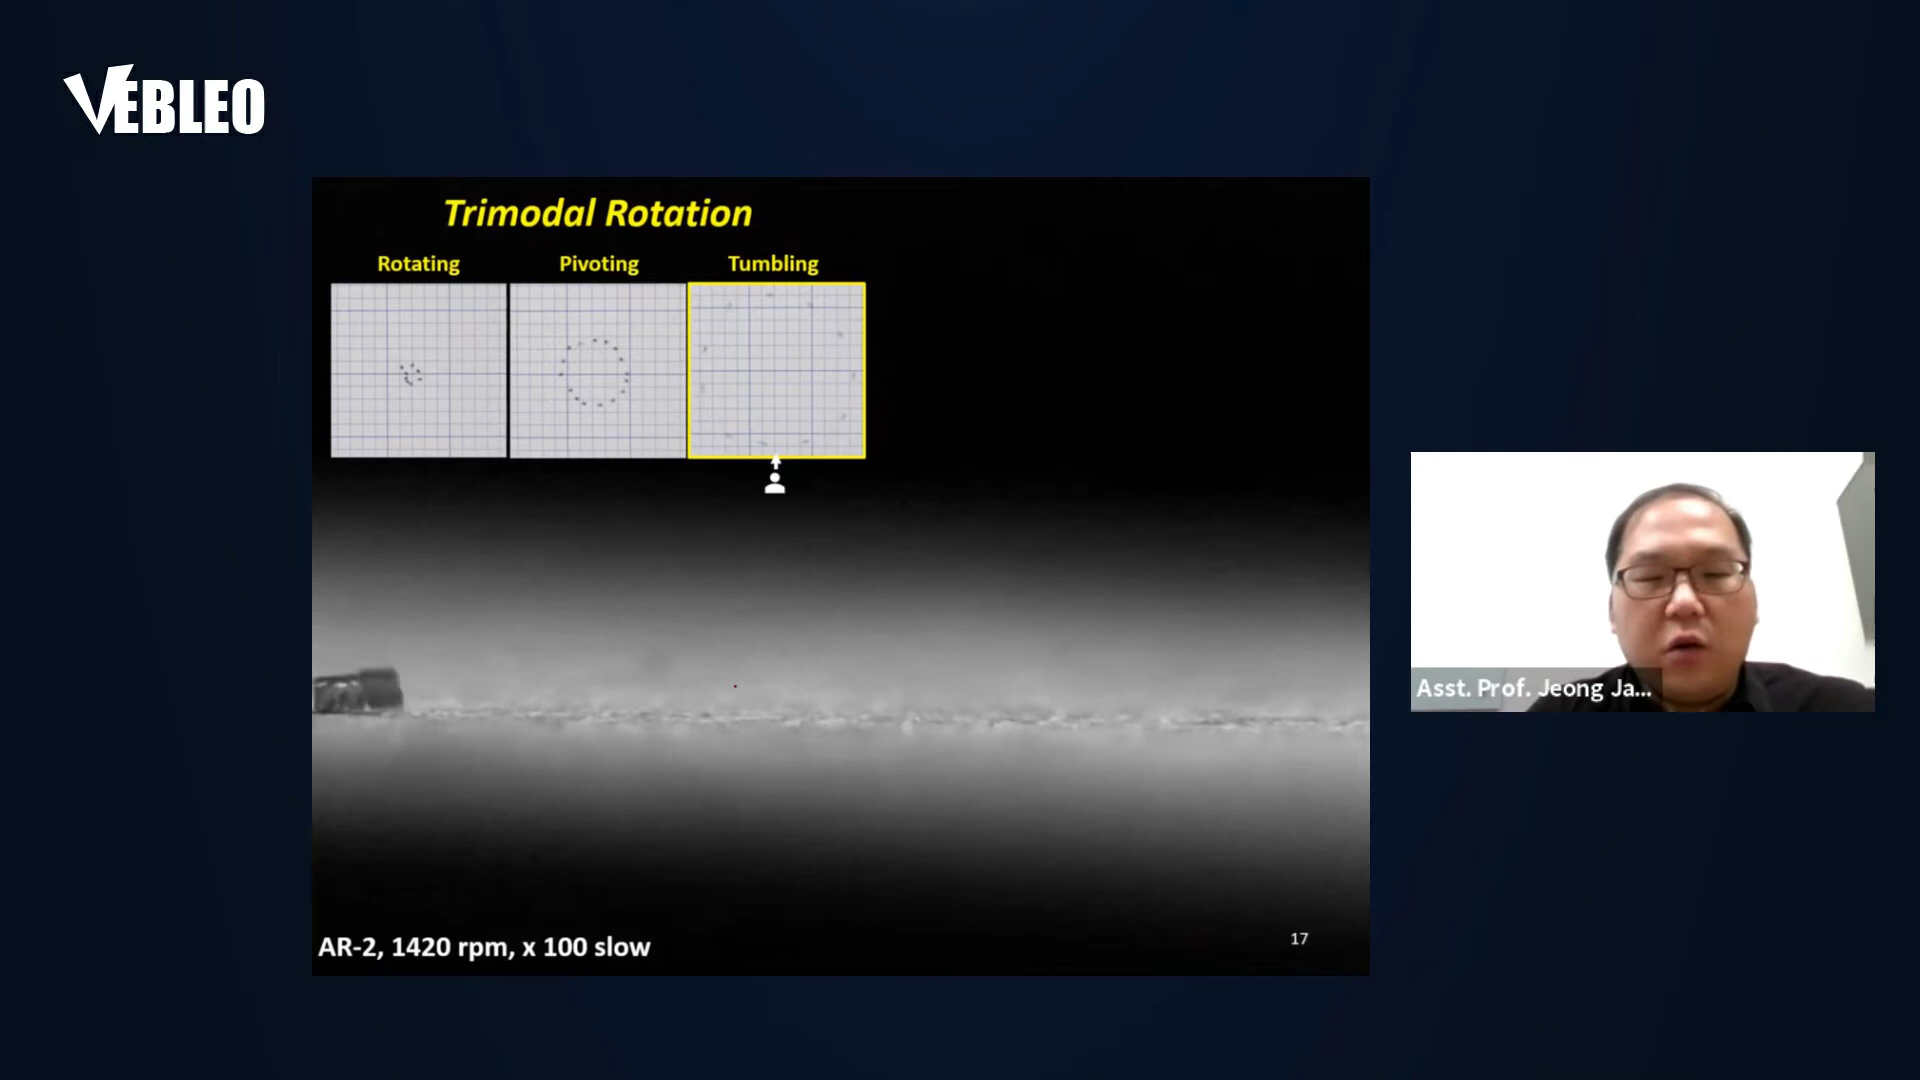 VEBLEO
Trimodal Rotation
Rotating Pivoting Tumbling
Asst. Prof. Jeong Ja...
AR-2, 1420 rpm, x 100 slow
17